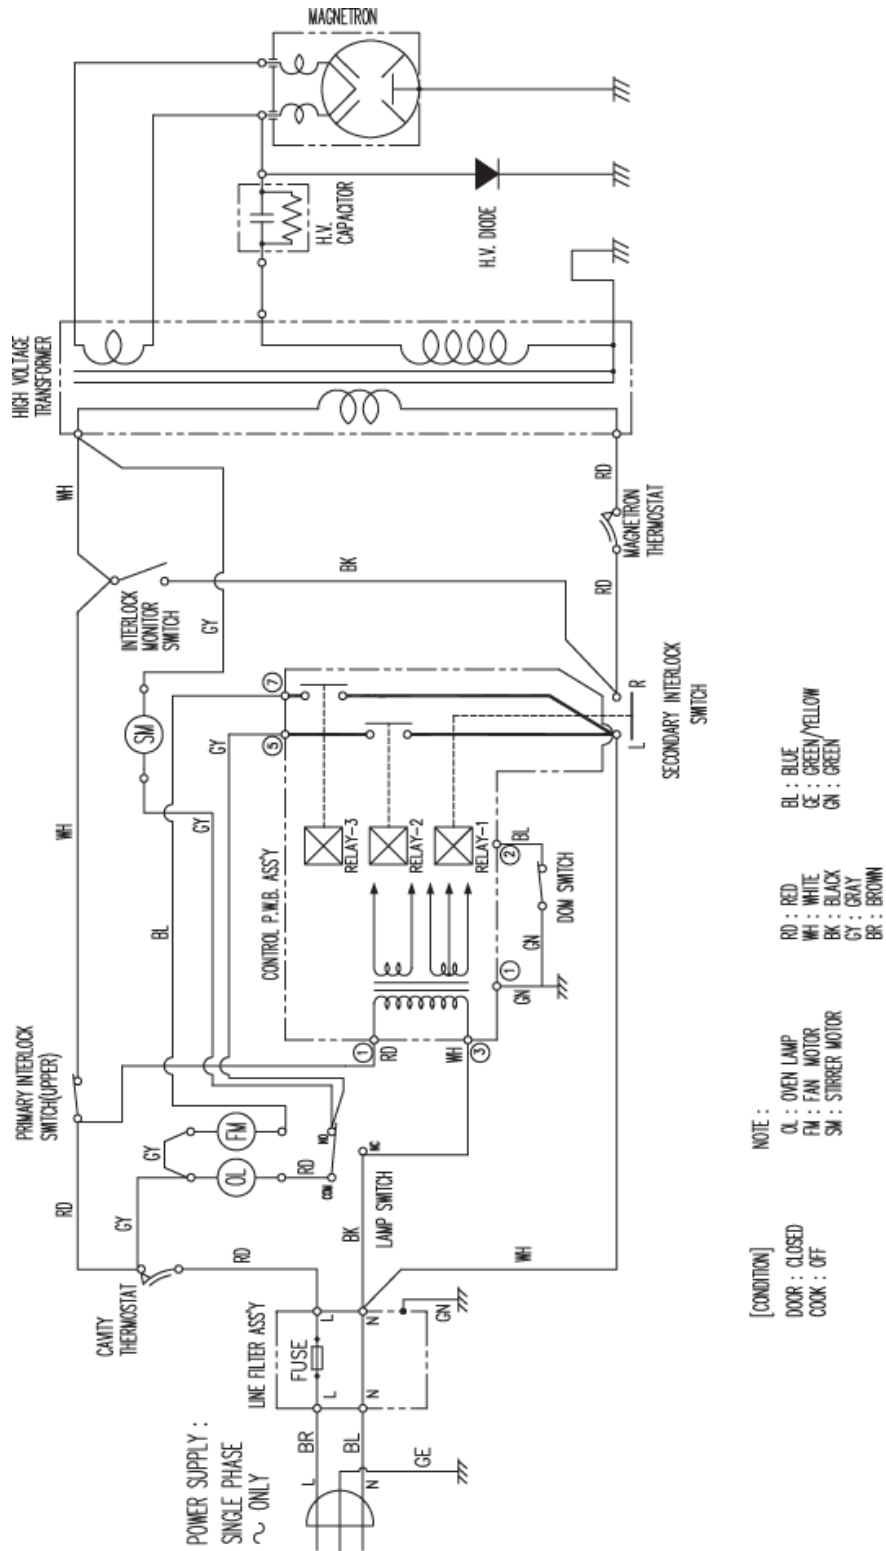 MAGNETRON
H.V.
CAPACITOR
H.V. DIODE
HIGH VOLTAGE
TRANSFORMER
WH
RD
MAGNETRON
THERMOSTAT
RD
BK
INTERLOCK
MONITOR
SWITCH
GY
SM
GY
7
5
R
L
SECONDARY INTERLOCK
SWITCH
WH
GY
BL
CONTROL P.W.B. ASS'Y
RELAY-3
RELAY-2
RELAY-1
2
BL
DOM SWITCH
GN
1
GN
1
RD
WH
3
PRIMARY INTERLOCK
SWITCH(UPPER)
RD
GY
FM
OL
RD
NO
COM
NC
LAMP SWITCH
BK
GY
WH
CAVITY
THERMOSTAT
RD
LINE FILTER ASS'Y
L
N
FUSE
L
N
GN
POWER SUPPLY :
SINGLE PHASE
~ ONLY
BR
BL
L
N
GE
[CONDITION]
DOOR : CLOSED
COOK : OFF
NOTE :
OL : OVEN LAMP
FM : FAN MOTOR
SM : STIRRER MOTOR
RD : RED
WH : WHITE
BK : BLACK
GY : GRAY
BR : BROWN
BL : BLUE
GE : GREEN/YELLOW
GN : GREEN